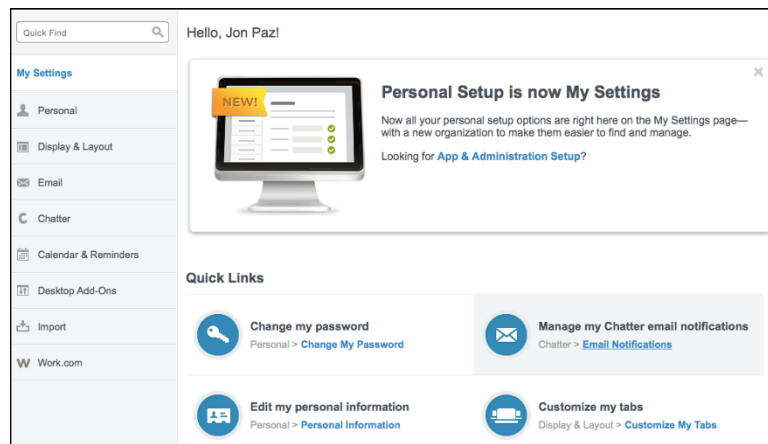 Quick Find
My Settings
Personal
Display & Layout
Email
Chatter
Calendar & Reminders
Desktop Add-Ons
Import
Work.com
Hello, Jon Paz!
NEW!
Personal Setup is now My Settings
Now all your personal setup options are right here on the My Settings page—
with a new organization to make them easier to find and manage.
Looking for App & Administration Setup?
Quick Links
Change my password
Personal > Change My Password
Manage my Chatter email notifications
Chatter > Email Notifications
Edit my personal information
Personal > Personal Information
Customize my tabs
Display & Layout > Customize My Tabs